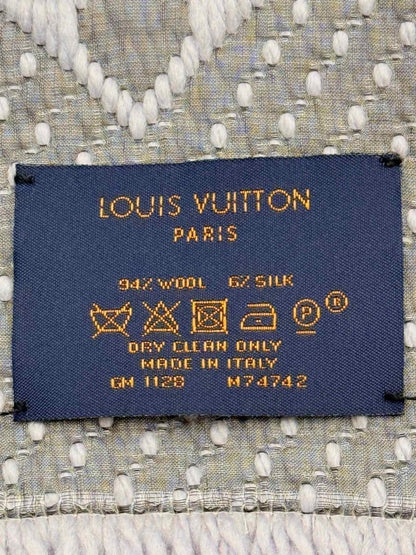 LOUIS VUITTON
PARIS
94% WOOL 6% SILK
P ®
DRY CLEAN ONLY
MADE IN ITALY
GM 1128 M74742